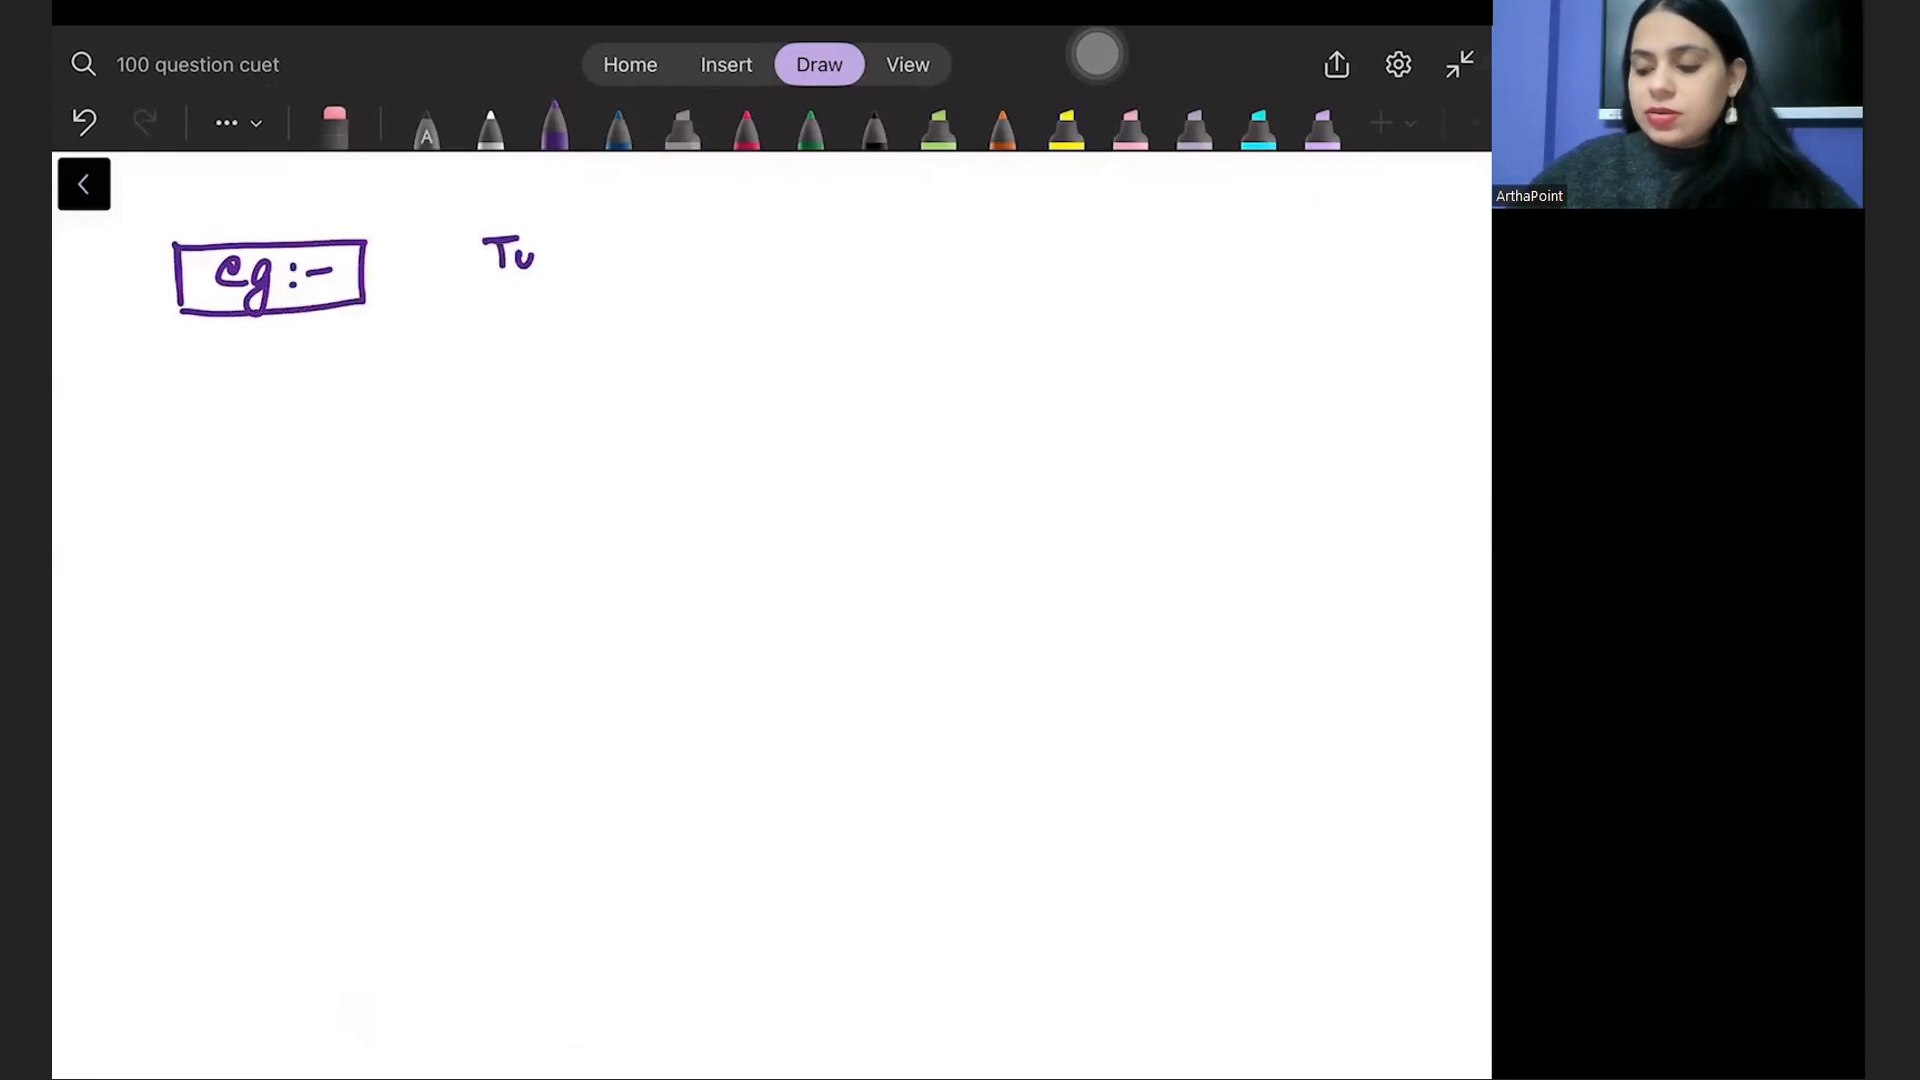 100 question cuet
Home Insert Draw View
A
ArthaPoint
eg :- Tu